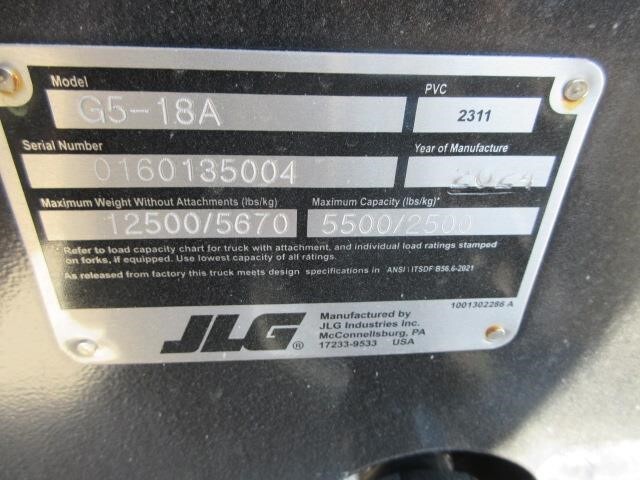 Model PVC
G5-18A 2311
Serial Number Year of Manufacture
0160135004 2024
Maximum Weight Without Attachments (lbs/kg) Maximum Capacity (lbs/kg)*
12500/5670 5500/2500
*Refer to load capacity chart for truck with attachment, and individual load ratings stamped
on forks, if equipped. Use lowest capacity of all ratings.
As released from factory this truck meets design specifications in ANSI\ITSDF B56.6-2021
1001302286 A
JLG®
Manufactured by
JLG Industries Inc.
McConnellsburg, PA
17233-9533 USA